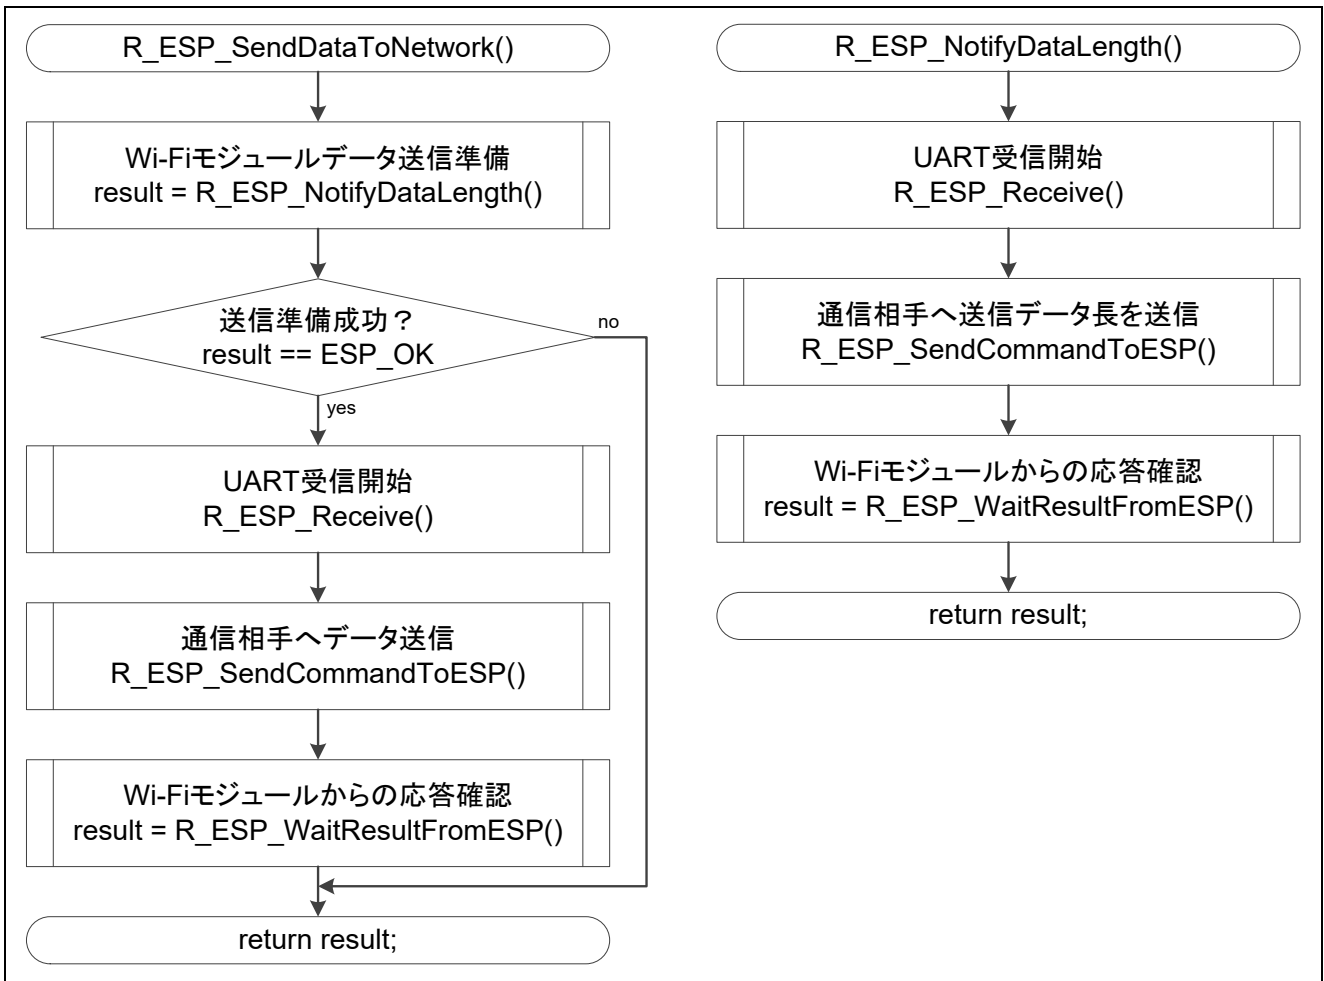 R_ESP_SendDataToNetwork()
Wi-Fiモジュールデータ送信準備
result = R_ESP_NotifyDataLength()
送信準備成功？
result == ESP_OK
no
yes
UART受信開始
R_ESP_Receive()
通信相手へデータ送信
R_ESP_SendCommandToESP()
Wi-Fiモジュールからの応答確認
result = R_ESP_WaitResultFromESP()
return result;
R_ESP_NotifyDataLength()
UART受信開始
R_ESP_Receive()
通信相手へ送信データ長を送信
R_ESP_SendCommandToESP()
Wi-Fiモジュールからの応答確認
result = R_ESP_WaitResultFromESP()
return result;